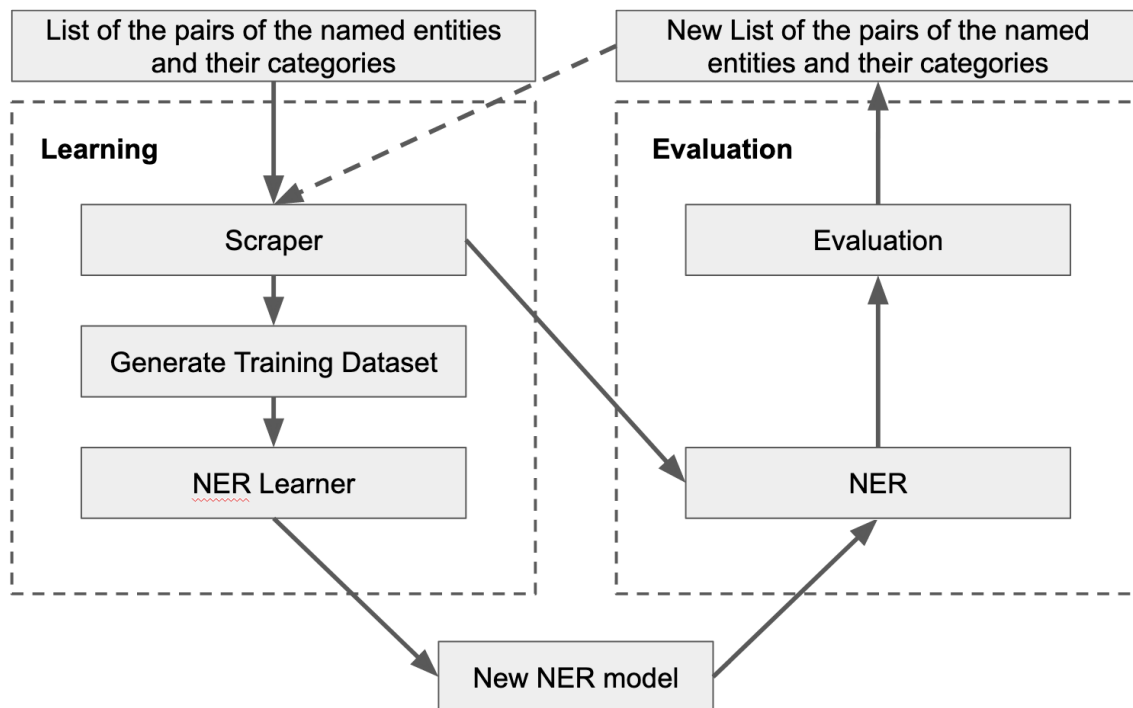 List of the pairs of the named entities
and their categories
New List of the pairs of the named
entities and their categories
Learning
Scraper
Generate Training Dataset
NER Learner
Evaluation
Evaluation
NER
New NER model